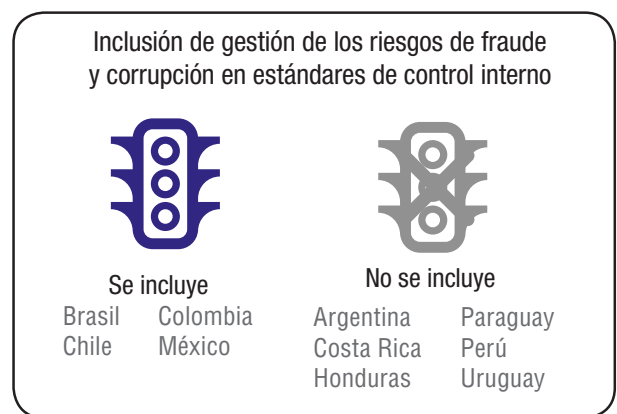 Inclusión de gestión de los riesgos de fraude
y corrupción en estándares de control interno
Se incluye
Brasil Colombia
Chile México
No se incluye
Argentina Paraguay
Costa Rica Perú
Honduras Uruguay